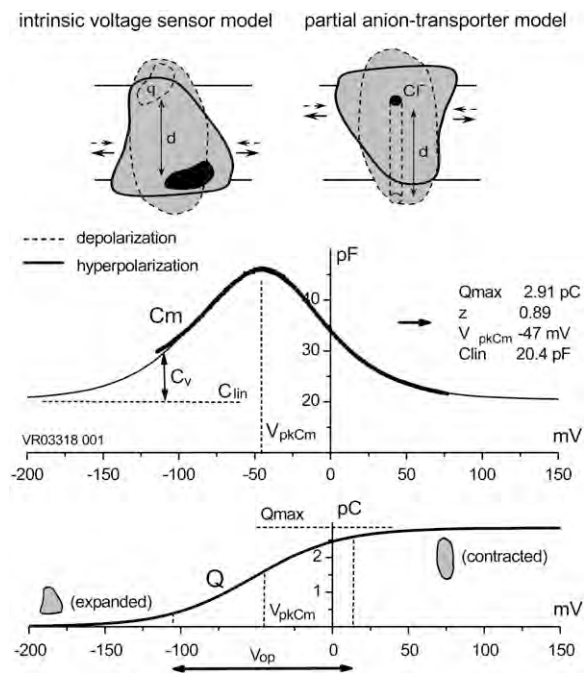 intrinsic voltage sensor model
partial anion-transporter model
q
d
Cl⁻
d
depolarization
hyperpolarization
pF
40
30
20
Cm
Cv
Clin
VpkCm
Qmax 2.91 pC
z 0.89
V pkCm -47 mV
Clin 20.4 pF
VR03318 001
mV
-200 -150 -100 -50 0 50 100 150
Qmax
pC
2
1
Q
(expanded)
(contracted)
VpkCm
mV
-200 -150 -100 -50 0 50 100 150
Vop